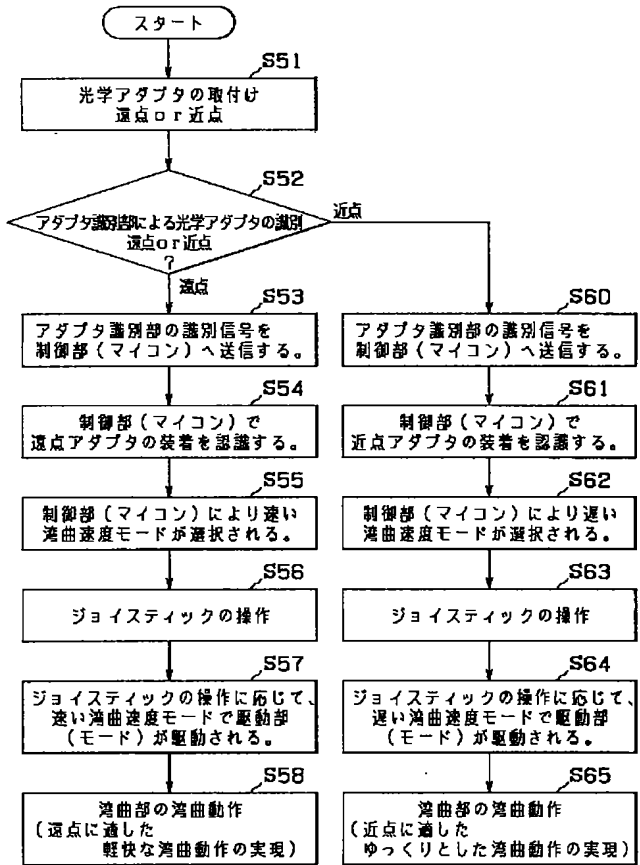 スタート
S51
光学アダプタの取付け
遠点or近点
S52
アダプタ識別部による光学アダプタの識別
遠点or近点
?
近点
遠点
S53
アダプタ識別部の識別信号を
制御部(マイコン)へ送信する。
S54
制御部(マイコン)で
遠点アダプタの装着を認識する。
S55
制御部(マイコン)により速い
湾曲速度モードが選択される。
S56
ジョイスティックの操作
S57
ジョイスティックの操作に応じて、
速い湾曲速度モードで駆動部
(モード)が駆動される。
S58
湾曲部の湾曲動作
(遠点に適した
軽快な湾曲動作の実現)
S60
アダプタ識別部の識別信号を
制御部(マイコン)へ送信する。
S61
制御部(マイコン)で
近点アダプタの装着を認識する。
S62
制御部(マイコン)により遅い
湾曲速度モードが選択される。
S63
ジョイスティックの操作
S64
ジョイスティックの操作に応じて、
遅い湾曲速度モードで駆動部
(モード)が駆動される。
S65
湾曲部の湾曲動作
(近点に適した
ゆっくりとした湾曲動作の実現)